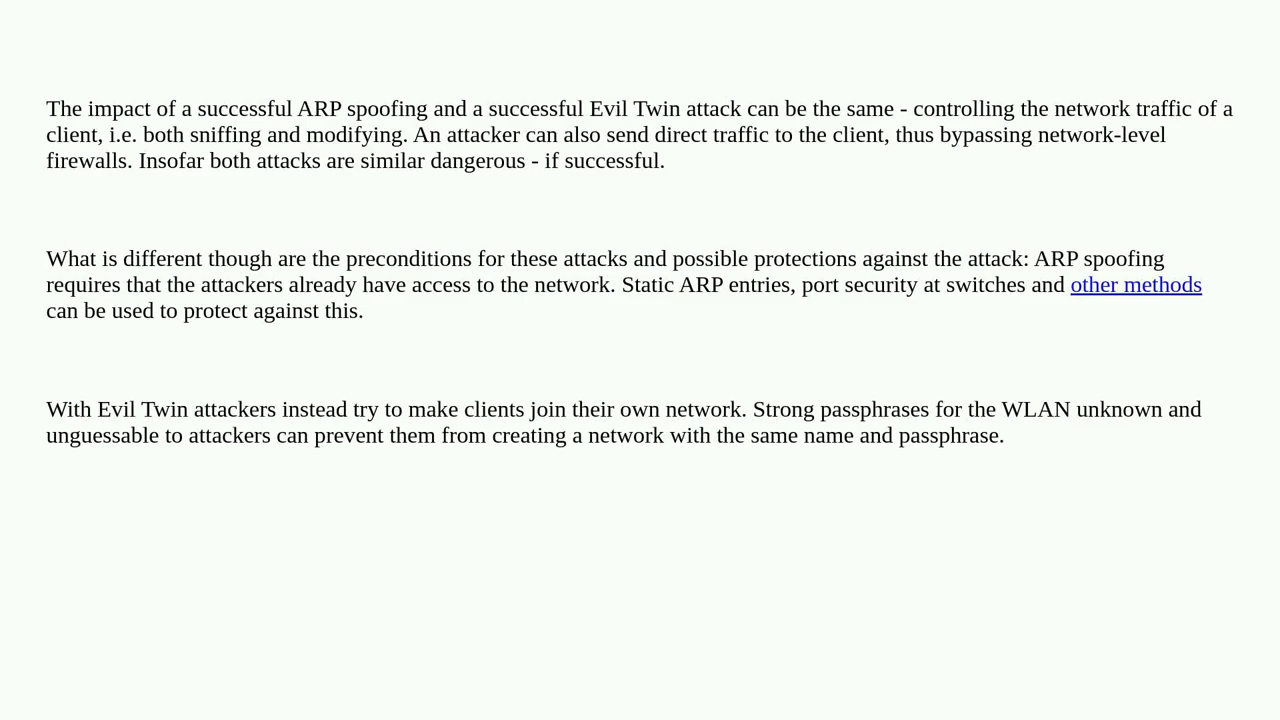 The impact of a successful ARP spoofing and a successful Evil Twin attack can be the same - controlling the network traffic of a
client, i.e. both sniffing and modifying. An attacker can also send direct traffic to the client, thus bypassing network-level
firewalls. Insofar both attacks are similar dangerous - if successful.
What is different though are the preconditions for these attacks and possible protections against the attack: ARP spoofing
requires that the attackers already have access to the network. Static ARP entries, port security at switches and other methods
can be used to protect against this.
With Evil Twin attackers instead try to make clients join their own network. Strong passphrases for the WLAN unknown and
unguessable to attackers can prevent them from creating a network with the same name and passphrase.